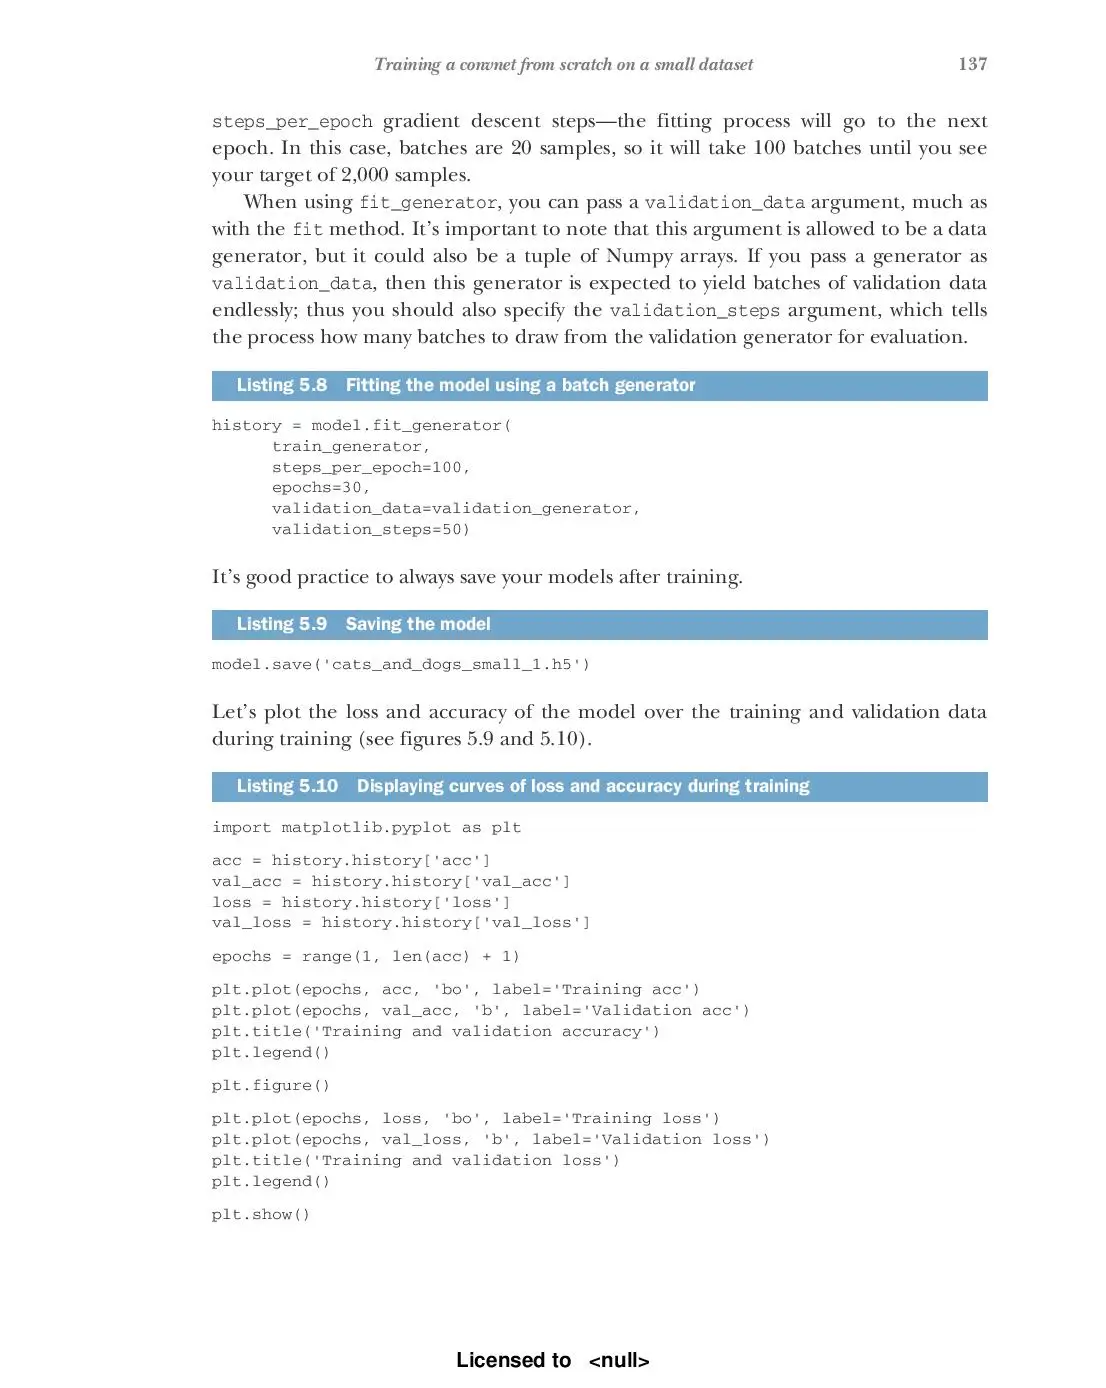 Training a convnet from scratch on a small dataset 137
steps_per_epoch gradient descent steps—the fitting process will go to the next
epoch. In this case, batches are 20 samples, so it will take 100 batches until you see
your target of 2,000 samples.
When using fit_generator, you can pass a validation_data argument, much as
with the fit method. It's important to note that this argument is allowed to be a data
generator, but it could also be a tuple of Numpy arrays. If you pass a generator as
validation_data, then this generator is expected to yield batches of validation data
endlessly; thus you should also specify the validation_steps argument, which tells
the process how many batches to draw from the validation generator for evaluation.
Listing 5.8 Fitting the model using a batch generator
history = model.fit_generator(
train_generator,
steps_per_epoch=100,
epochs=30,
validation_data=validation_generator,
validation_steps=50)
It's good practice to always save your models after training.
Listing 5.9 Saving the model
model.save('cats_and_dogs_small_1.h5')
Let's plot the loss and accuracy of the model over the training and validation data
during training (see figures 5.9 and 5.10).
Listing 5.10 Displaying curves of loss and accuracy during training
import matplotlib.pyplot as plt
acc = history.history['acc']
val_acc = history.history['val_acc']
loss = history.history['loss']
val_loss = history.history['val_loss']
epochs = range(1, len(acc) + 1)
plt.plot(epochs, acc, 'bo', label='Training acc')
plt.plot(epochs, val_acc, 'b', label='Validation acc')
plt.title('Training and validation accuracy')
plt.legend()
plt.figure()
plt.plot(epochs, loss, 'bo', label='Training loss')
plt.plot(epochs, val_loss, 'b', label='Validation loss')
plt.title('Training and validation loss')
plt.legend()
plt.show()
Licensed to <null>